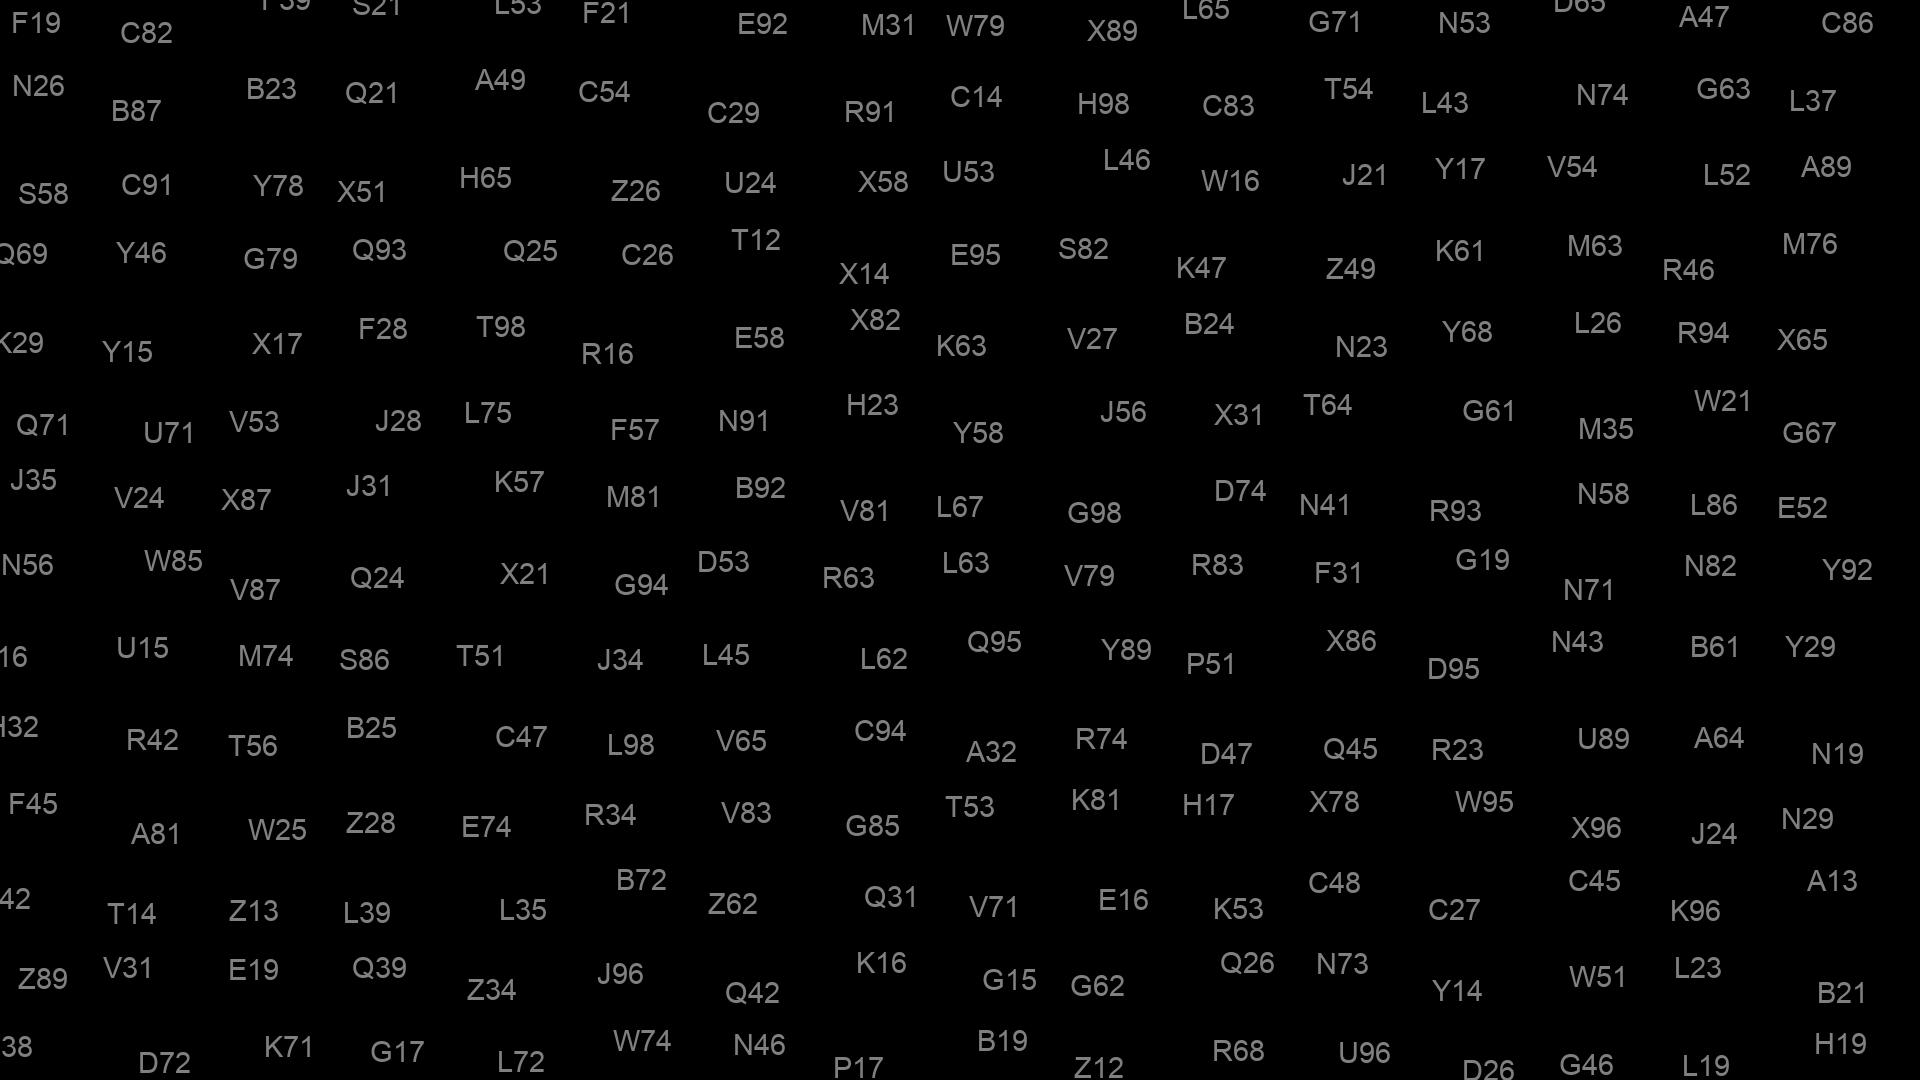 F19 C82 F39 S21 L53 F21 E92 M31 W79 X89 L65 G71 N53 D65 A47 C86
N26 B87 B23 Q21 A49 C54 C29 R91 C14 H98 C83 T54 L43 N74 G63 L37
S58 C91 Y78 X51 H65 Z26 U24 X58 U53 L46 W16 J21 Y17 V54 L52 A89
Q69 Y46 G79 Q93 Q25 C26 T12 X14 E95 S82 K47 Z49 K61 M63 R46 M76
K29 Y15 X17 F28 T98 R16 E58 X82 K63 V27 B24 N23 Y68 L26 R94 X65
Q71 U71 V53 J28 L75 F57 N91 H23 Y58 J56 X31 T64 G61 M35 W21 G67
J35 V24 X87 J31 K57 M81 B92 V81 L67 G98 D74 N41 R93 N58 L86 E52
N56 W85 V87 Q24 X21 G94 D53 R63 L63 V79 R83 F31 G19 N71 N82 Y92
16 U15 M74 S86 T51 J34 L45 L62 Q95 Y89 P51 X86 D95 N43 B61 Y29
H32 R42 T56 B25 C47 L98 V65 C94 A32 R74 D47 Q45 R23 U89 A64 N19
F45 A81 W25 Z28 E74 R34 V83 G85 T53 K81 H17 X78 W95 X96 J24 N29
42 T14 Z13 L39 L35 B72 Z62 Q31 V71 E16 K53 C48 C27 C45 K96 A13
Z89 V31 E19 Q39 Z34 J96 Q42 K16 G15 G62 Q26 N73 Y14 W51 L23 B21
38 D72 K71 G17 L72 W74 N46 P17 B19 Z12 R68 U96 D26 G46 L19 H19